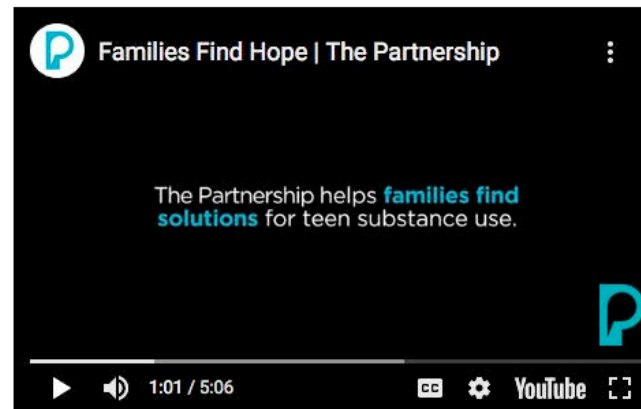 Families Find Hope | The Partnership
The Partnership helps families find
solutions for teen substance use.
1:01 / 5:06
CC
YouTube